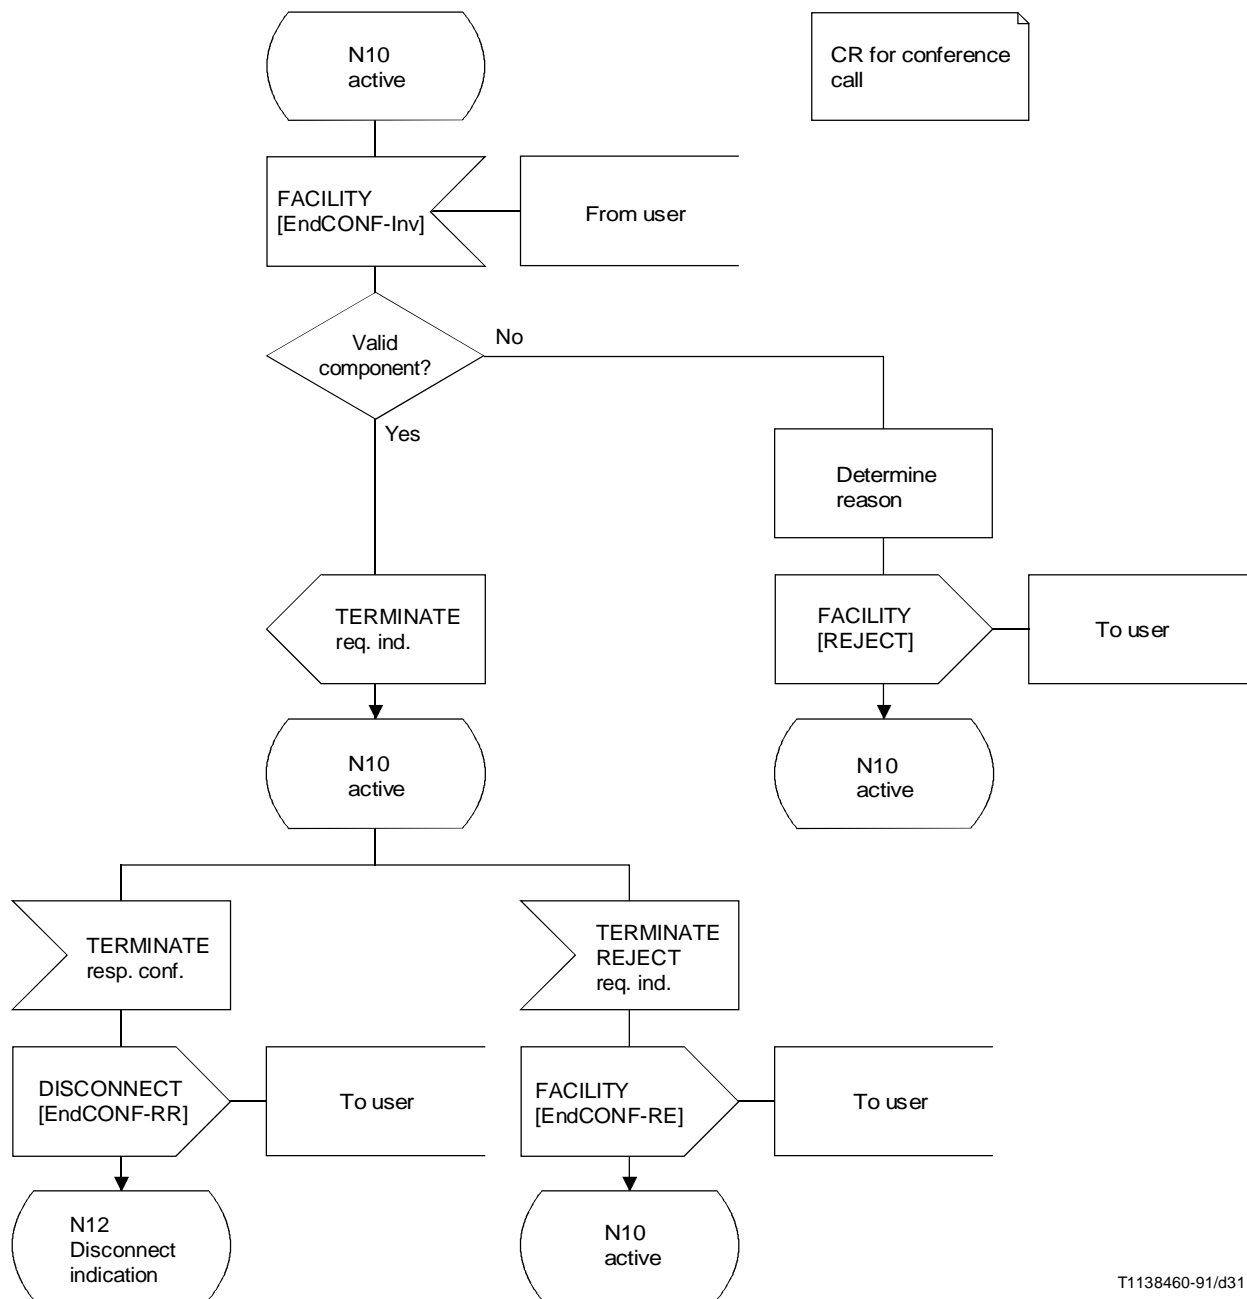 N10
active
CR for conference
call
FACILITY
[EndCONF-Inv]
From user
Valid
component?
No
Yes
Determine
reason
TERMINATE
req. ind.
FACILITY
[REJECT]
To user
N10
active
N10
active
TERMINATE
resp. conf.
TERMINATE
REJECT
req. ind.
DISCONNECT
[EndCONF-RR]
To user
FACILITY
[EndCONF-RE]
To user
N12
Disconnect
indication
N10
active
T1138460-91/d31